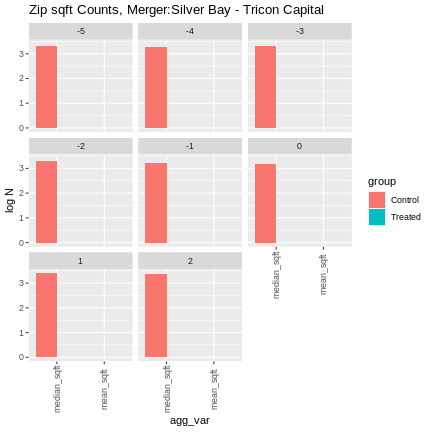 Zip sqft Counts, Merger:Silver Bay - Tricon Capital
-5
-4
-3
3
2
1
0
-2
-1
0
3
2
1
0
1
2
3
2
1
0
median_sqft
mean_sqft
median_sqft
mean_sqft
median_sqft
mean_sqft
agg_var
log N
group
Control
Treated